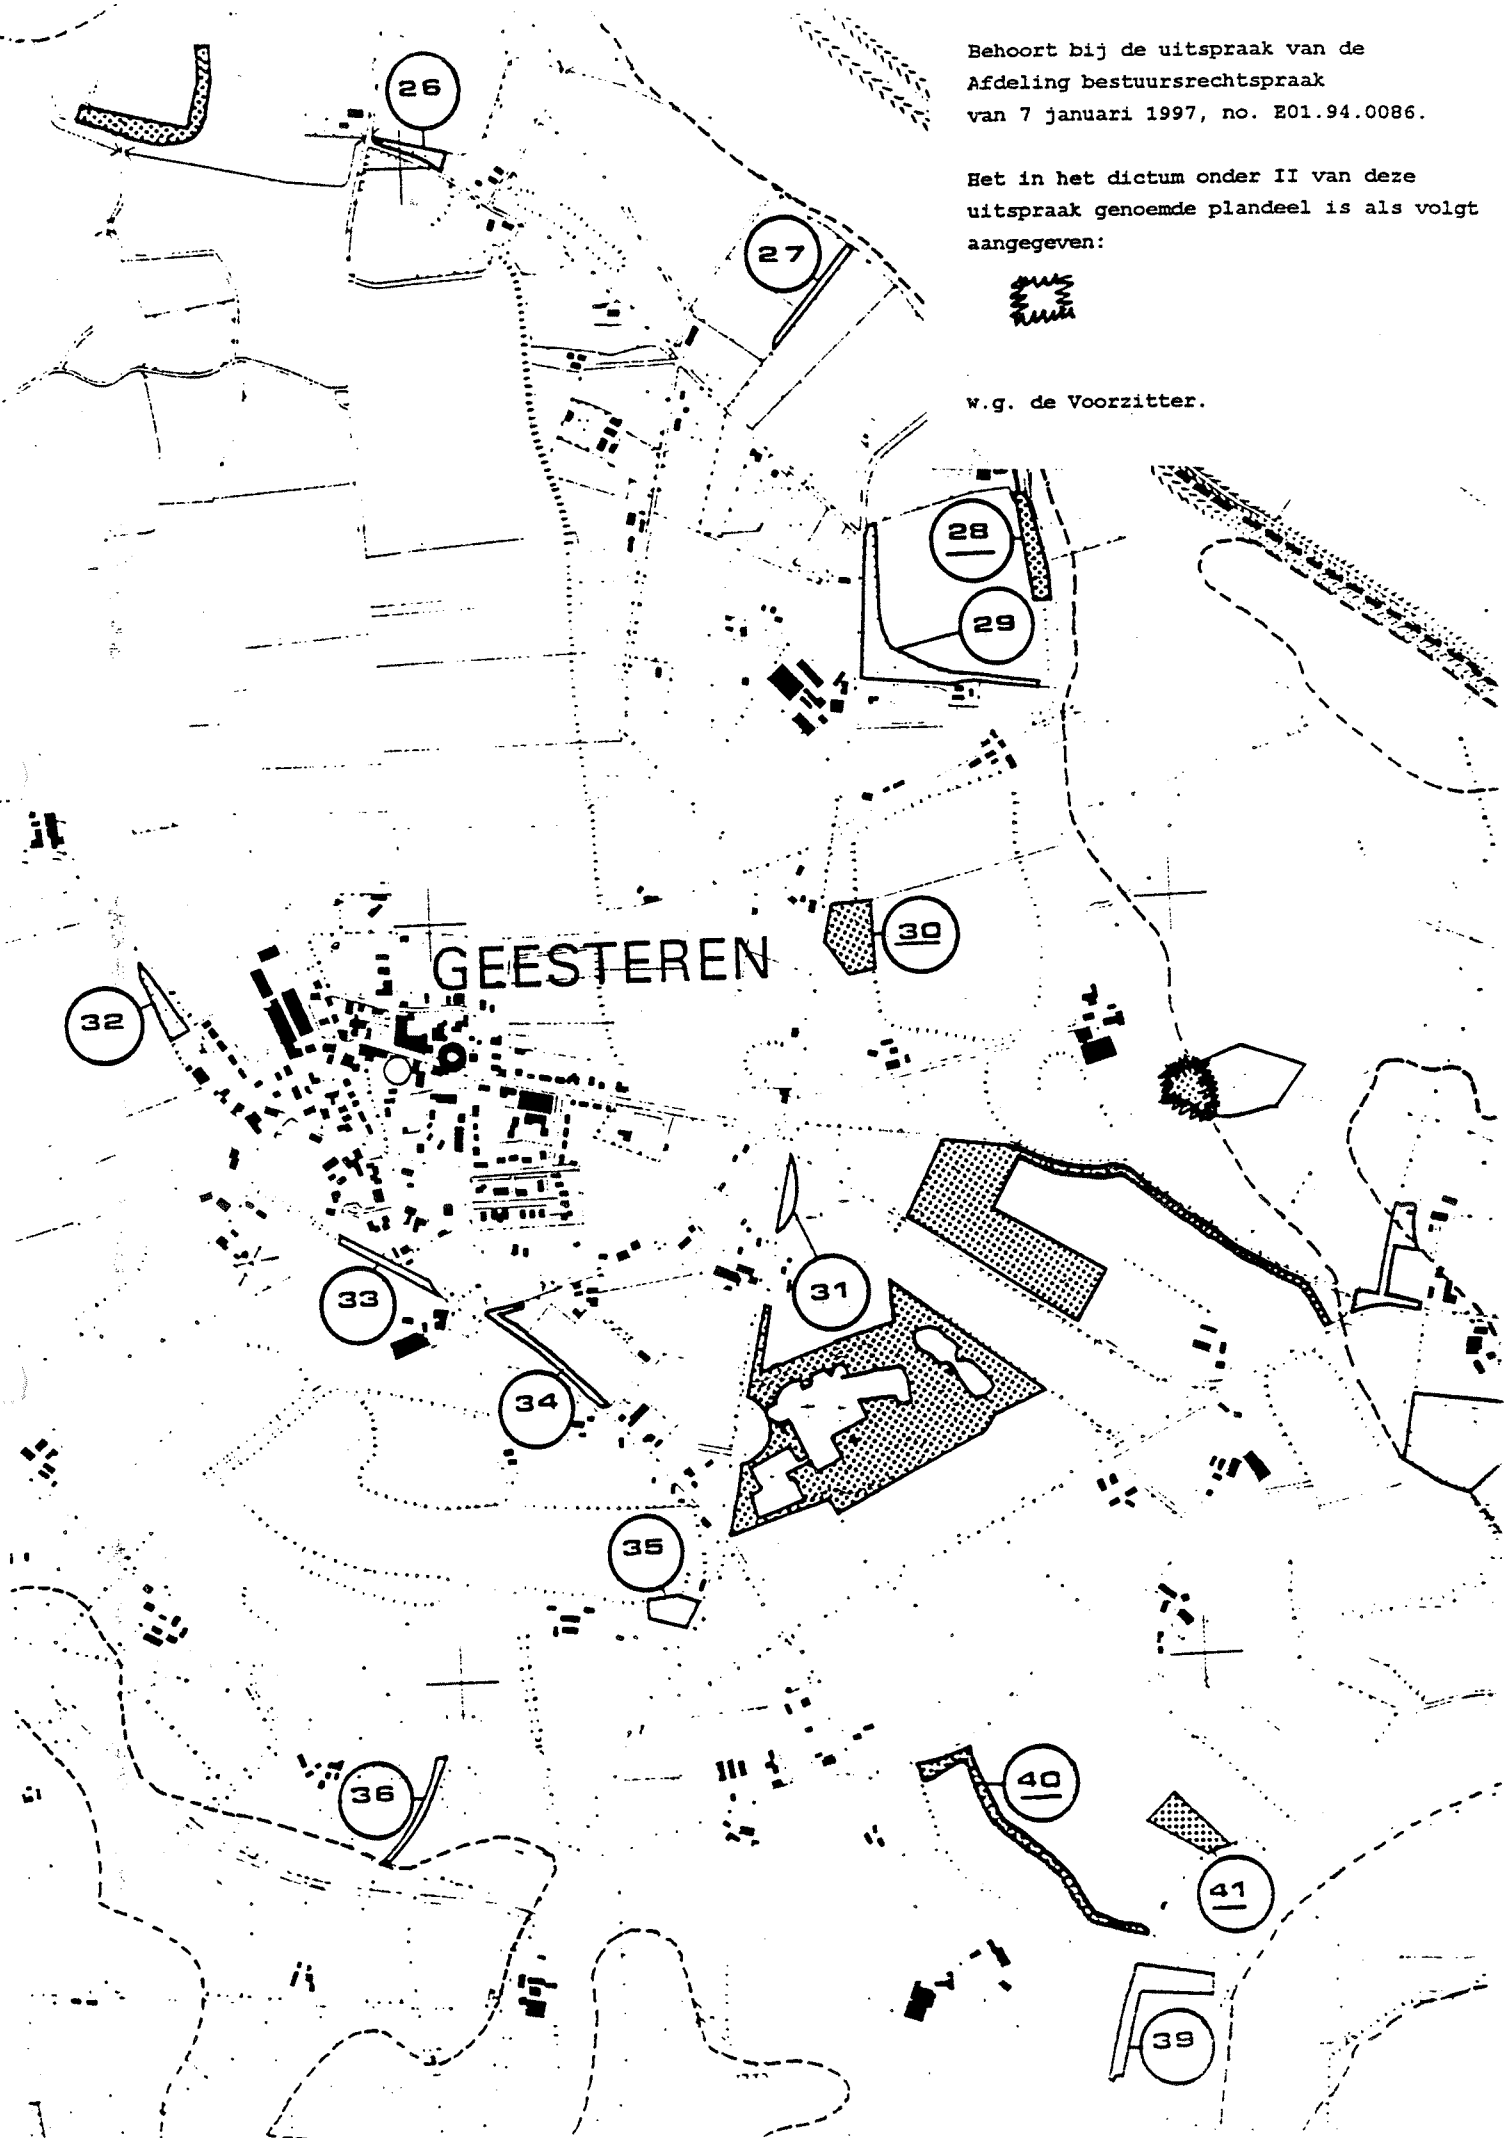 Behoort bij de uitspraak van de
Afdeling bestuursrechtspraak
van 7 januari 1997, no. E01.94.0086.
Het in het dictum onder II van deze
uitspraak genoemde plandeel is als volgt
aangegeven:
w.g. de Voorzitter.
26
27
28
29
30
GEESTEREN
32
31
33
34
35
36
40
41
39